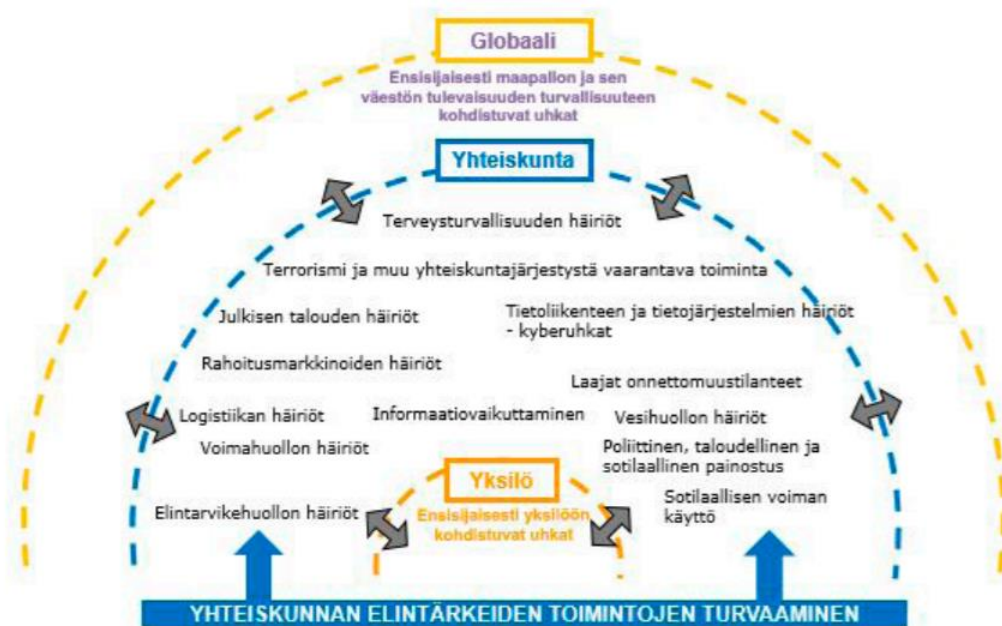 Globaali
Ensisijaisesti maapallon ja sen
väestön tulevaisuuden turvallisuuteen
kohdistuvat uhkat
Yhteiskunta
Terveysturvallisuuden häiriöt
Terrorismi ja muu yhteiskuntajärjestystä vaarantava toiminta
Julkisen talouden häiriöt
Tietoliikenteen ja tietojärjestelmien häiriöt
- kyberuhkat
Rahoitusmarkkinoiden häiriöt
Laajat onnettomuustilanteet
Logistiikan häiriöt
Informaatiovaikuttaminen
Vesihuollon häiriöt
Voimahuollon häiriöt
Poliittinen, taloudellinen ja
sotilaallinen painostus
Yksilö
Ensisijaisesti yksilöön
kohdistuvat uhkat
Elintarvikehuollon häiriöt
Sotilaallisen voiman
käyttö
YHTEISKUNNAN ELINTÄRKEIDEN TOIMINTOJEN TURVAAMINEN